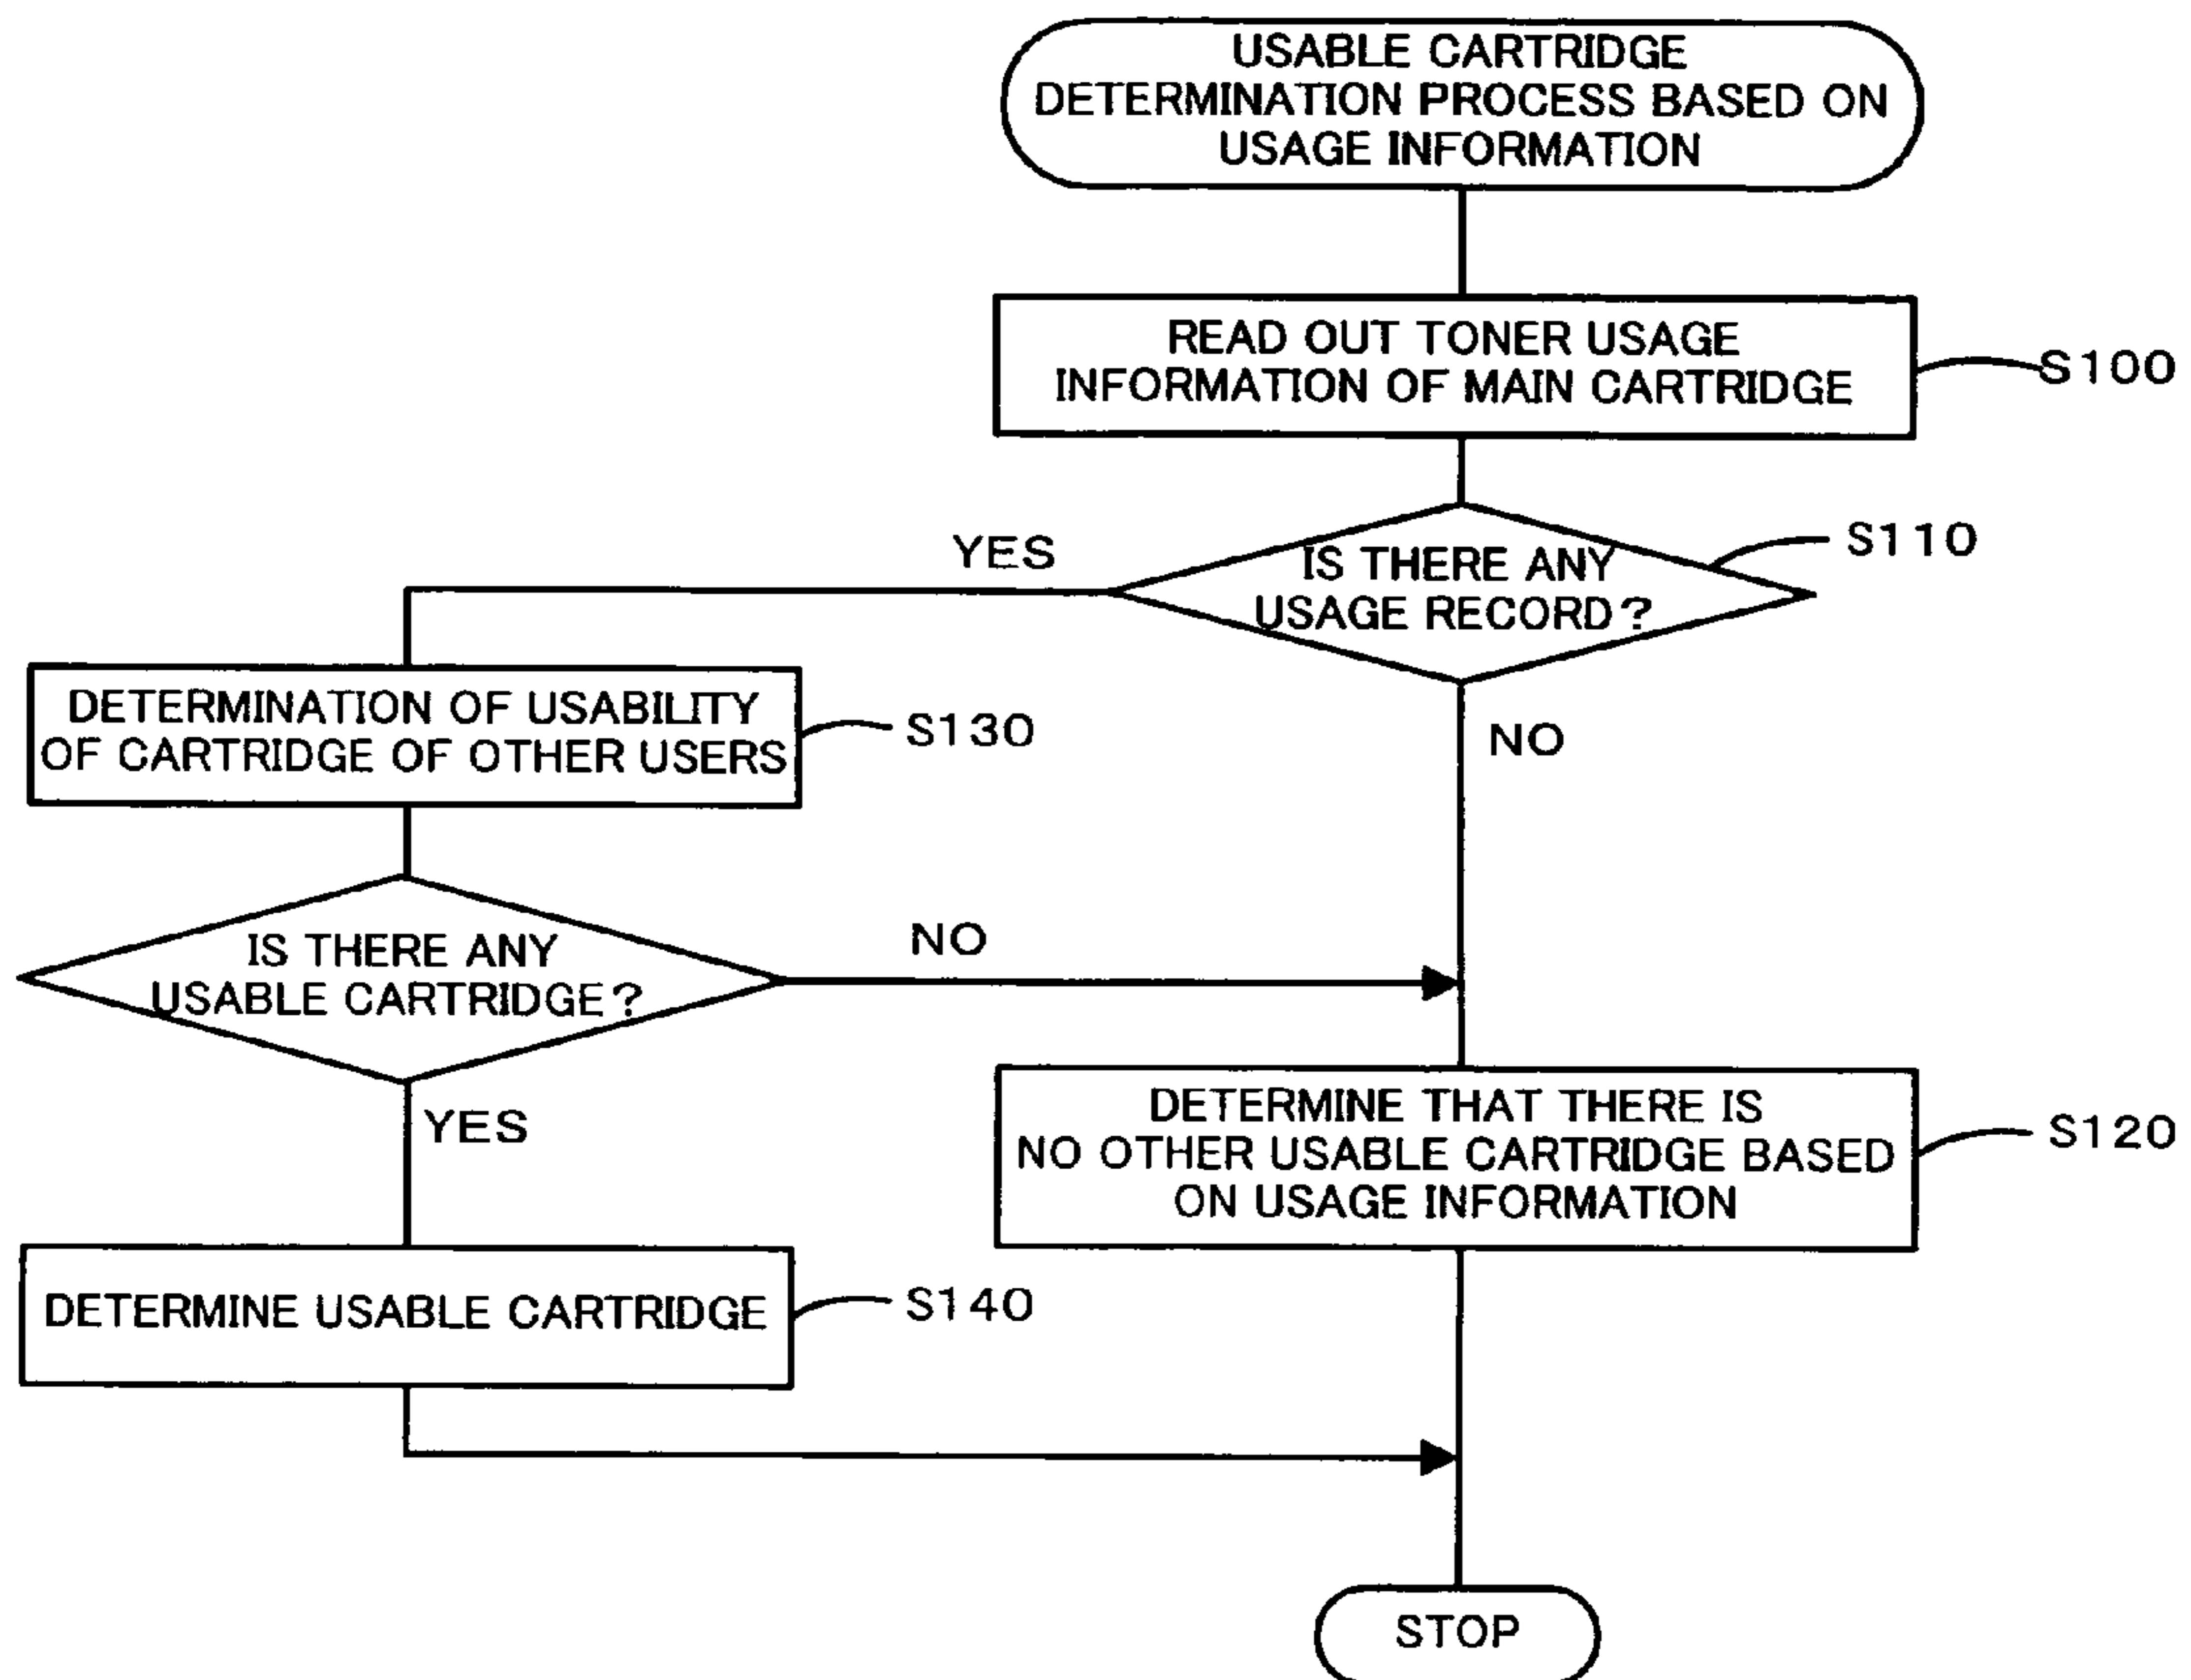 USABLE CARTRIDGE
DETERMINATION PROCESS BASED ON
USAGE INFORMATION
READ OUT TONER USAGE
INFORMATION OF MAIN CARTRIDGE
S100
IS THERE ANY
USAGE RECORD?
S110
YES
NO
DETERMINATION OF USABILITY
OF CARTRIDGE OF OTHER USERS
S130
IS THERE ANY
USABLE CARTRIDGE?
NO
YES
DETERMINE THAT THERE IS
NO OTHER USABLE CARTRIDGE BASED
ON USAGE INFORMATION
S120
DETERMINE USABLE CARTRIDGE
S140
STOP